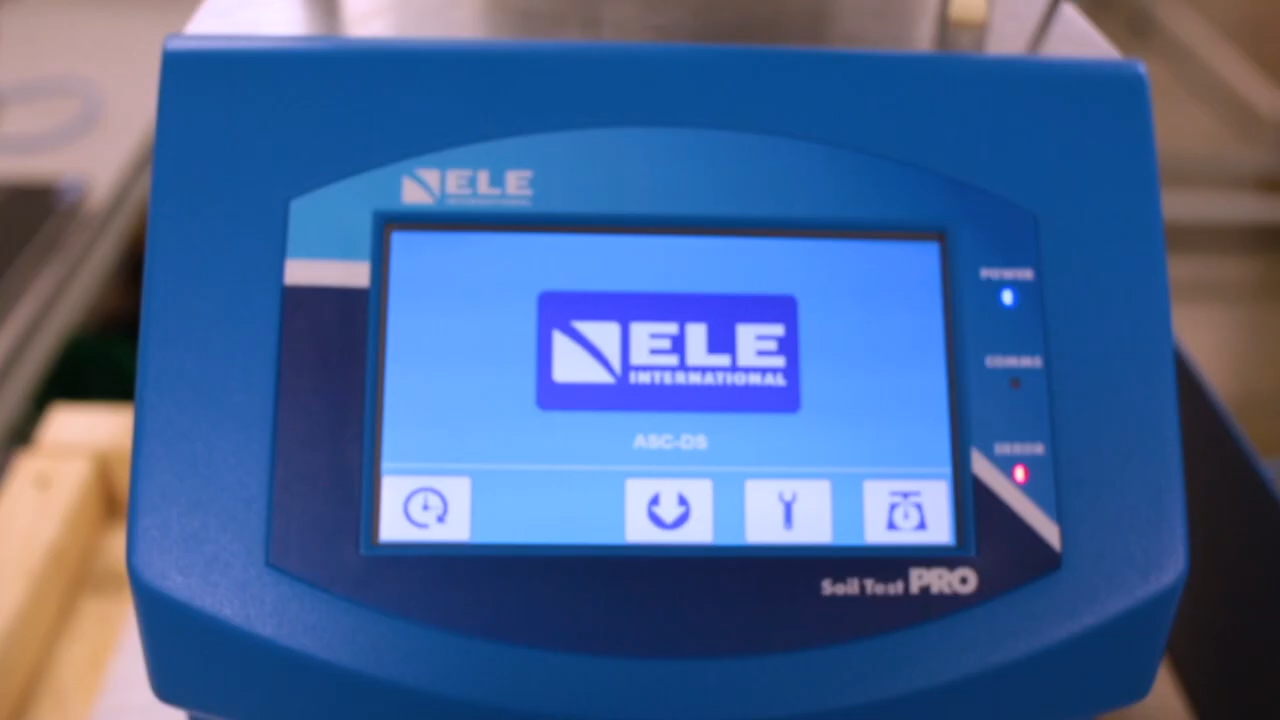 ELE
INTERNATIONAL
POWER
ELE
INTERNATIONAL
COMMS
ASC-DS
ERROR
Soil Test PRO